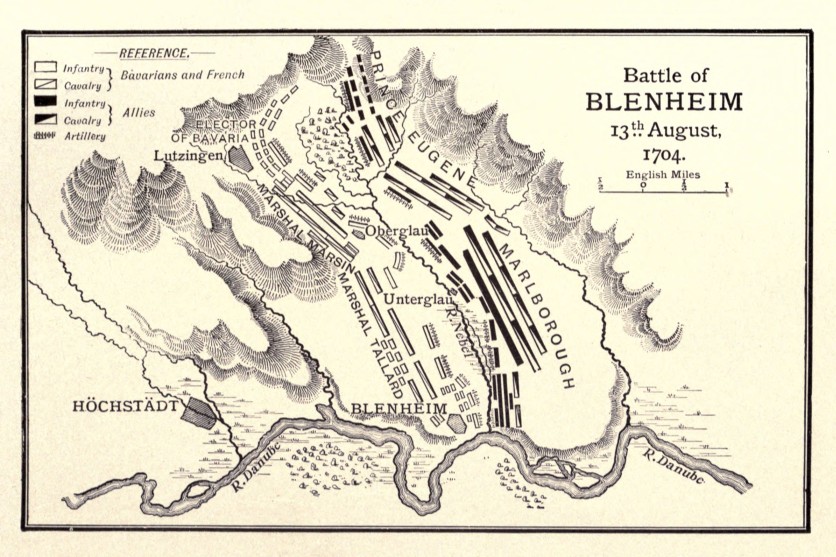 REFERENCE.
Infantry
Cavalry
Bavarians and French
Infantry
Cavalry
Allies
Artillery
Battle of
BLENHEIM
13th August,
1704.
English Miles
½ 0 ½ 1
PRINCE EUGENE
ELECTOR
OF BAVARIA
Lutzingen
MARSHAL MARSIN
Oberglau
MARLBOROUGH
Unterglau
R. Nebel
MARSHAL TALLARD
HÖCHSTÄDT
BLENHEIM
R. Danube
R. Danube